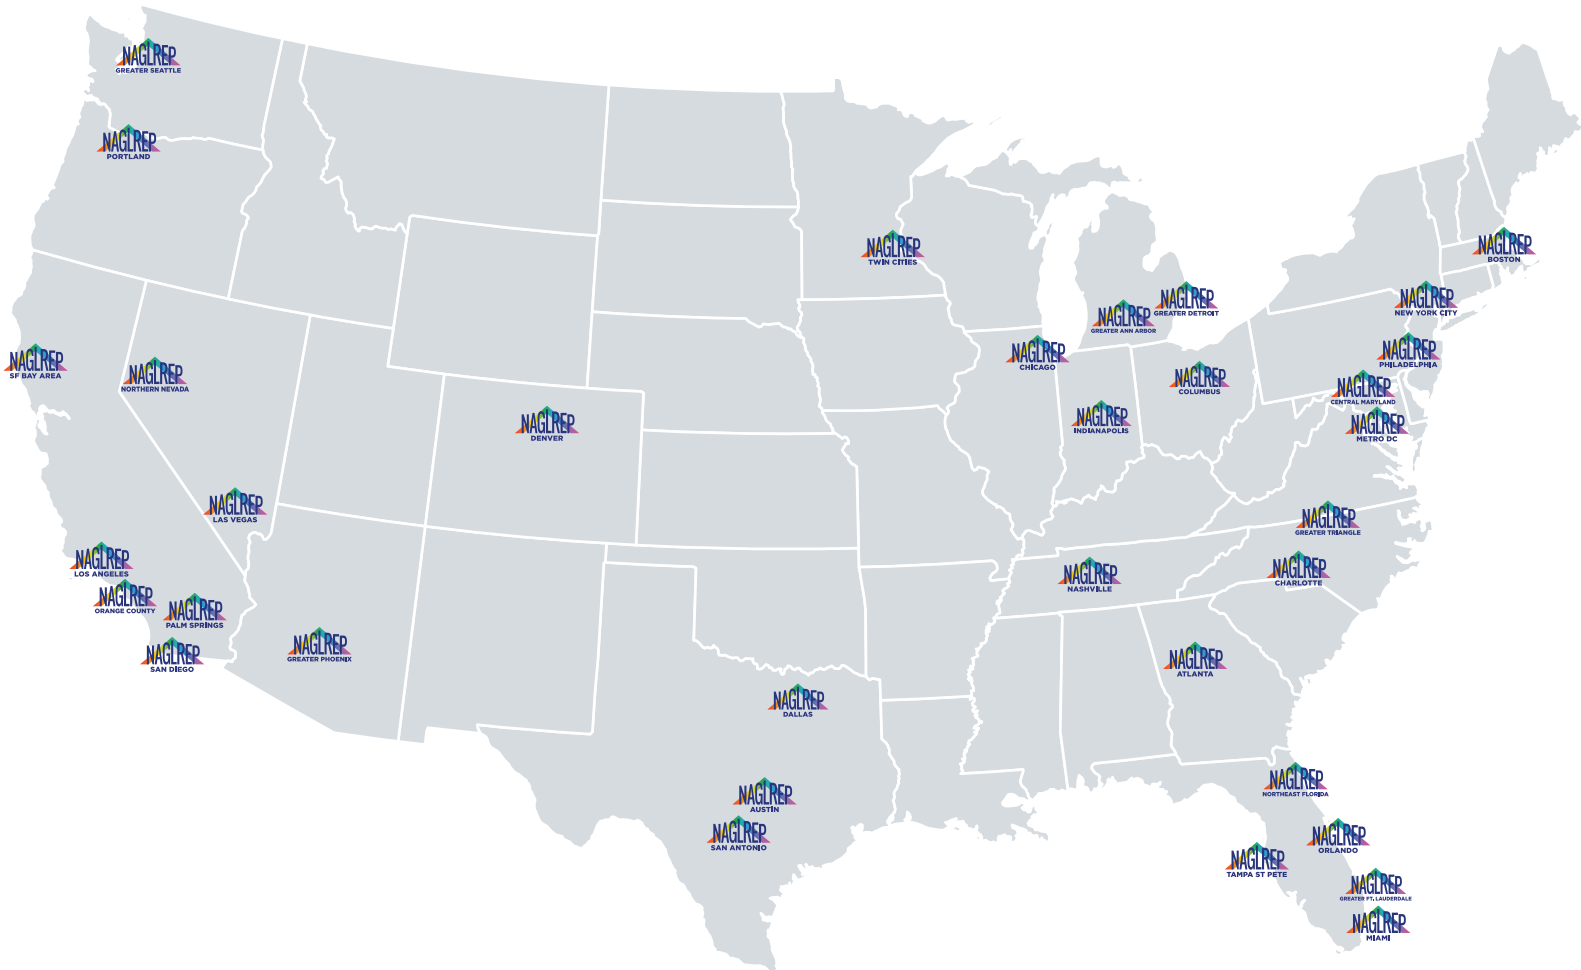 NAGLREP
GREATER SEATTLE
NAGLREP
PORTLAND
NAGLREP
TWIN CITIES
NAGLREP
BOSTON
NAGLREP
GREATER DETROIT
NAGLREP
NEW YORK CITY
NAGLREP
GREATER ANN ARBOR
NAGLREP
SF BAY AREA
NAGLREP
NORTHERN NEVADA
NAGLREP
CHICAGO
NAGLREP
PHILADELPHIA
NAGLREP
COLUMBUS
NAGLREP
CENTRAL MARYLAND
NAGLREP
DENVER
NAGLREP
INDIANAPOLIS
NAGLREP
METRO DC
NAGLREP
LAS VEGAS
NAGLREP
GREATER TRIANGLE
NAGLREP
LOS ANGELES
NAGLREP
NASHVILLE
NAGLREP
CHARLOTTE
NAGLREP
ORANGE COUNTY
NAGLREP
PALM SPRINGS
NAGLREP
SAN DIEGO
NAGLREP
GREATER PHOENIX
NAGLREP
ATLANTA
NAGLREP
DALLAS
NAGLREP
AUSTIN
NAGLREP
NORTHEAST FLORIDA
NAGLREP
SAN ANTONIO
NAGLREP
ORLANDO
NAGLREP
TAMPA ST PETE
NAGLREP
GREATER FT. LAUDERDALE
NAGLREP
MIAMI